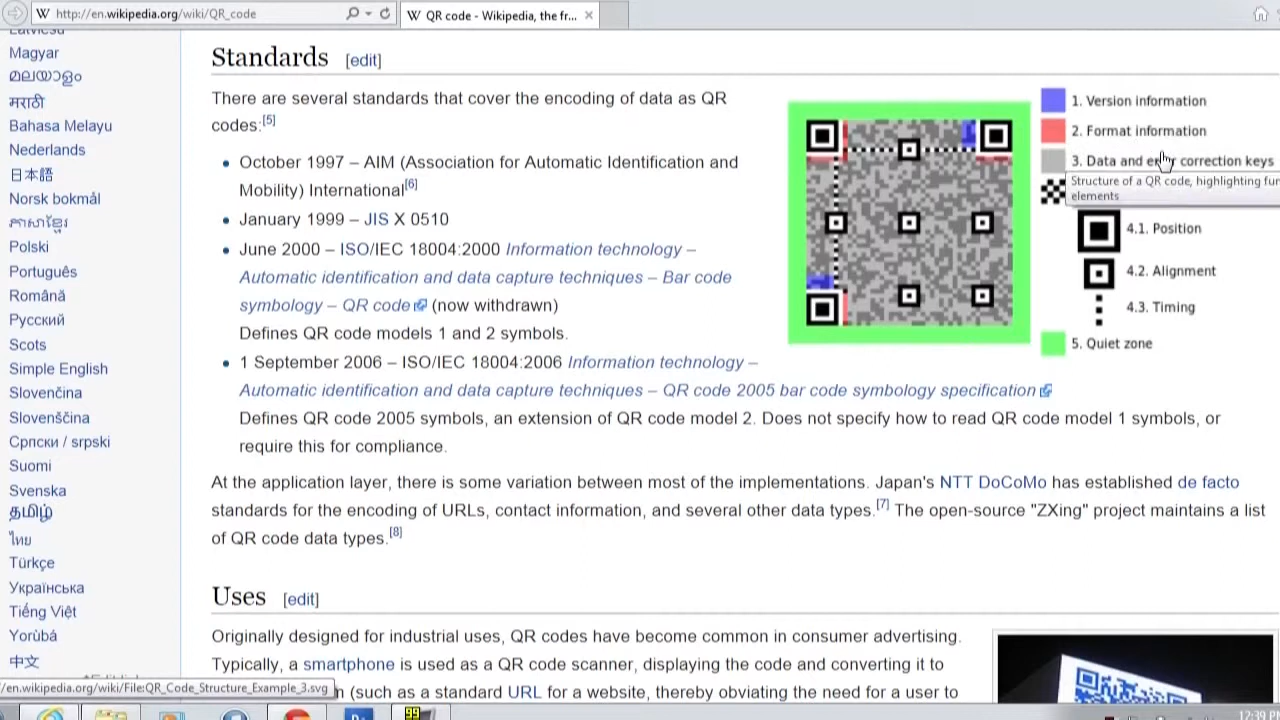 http://en.wikipedia.org/wiki/QR_code
QR code - Wikipedia, the fr...
Latviešu
Magyar
മലയാളം
मराठी
Bahasa Melayu
Nederlands
日本語
Norsk bokmål
ភាសាខ្មែរ
Polski
Português
Română
Русский
Scots
Simple English
Slovenčina
Slovenščina
Српски / srpski
Suomi
Svenska
தமிழ்
ไทย
Türkçe
Українська
Tiếng Việt
Yorùbá
中文
/en.wikipedia.org/wiki/File:QR_Code_Structure_Example_3.svg
Standards [edit]
There are several standards that cover the encoding of data as QR
codes:[5]
October 1997 – AIM (Association for Automatic Identification and
Mobility) International[6]
January 1999 – JIS X 0510
June 2000 – ISO/IEC 18004:2000 Information technology –
Automatic identification and data capture techniques – Bar code
symbology – QR code (now withdrawn)
Defines QR code models 1 and 2 symbols.
1 September 2006 – ISO/IEC 18004:2006 Information technology –
Automatic identification and data capture techniques – QR code 2005 bar code symbology specification
Defines QR code 2005 symbols, an extension of QR code model 2. Does not specify how to read QR code model 1 symbols, or
require this for compliance.
1. Version information
2. Format information
3. Data and error correction keys
Structure of a QR code, highlighting fun
elements
4.1. Position
4.2. Alignment
4.3. Timing
5. Quiet zone
At the application layer, there is some variation between most of the implementations. Japan's NTT DoCoMo has established de facto
standards for the encoding of URLs, contact information, and several other data types.[7] The open-source "ZXing" project maintains a list
of QR code data types.[8]
Uses [edit]
Originally designed for industrial uses, QR codes have become common in consumer advertising.
Typically, a smartphone is used as a QR code scanner, displaying the code and converting it to
(such as a standard URL for a website, thereby obviating the need for a user to
99
12:39 P